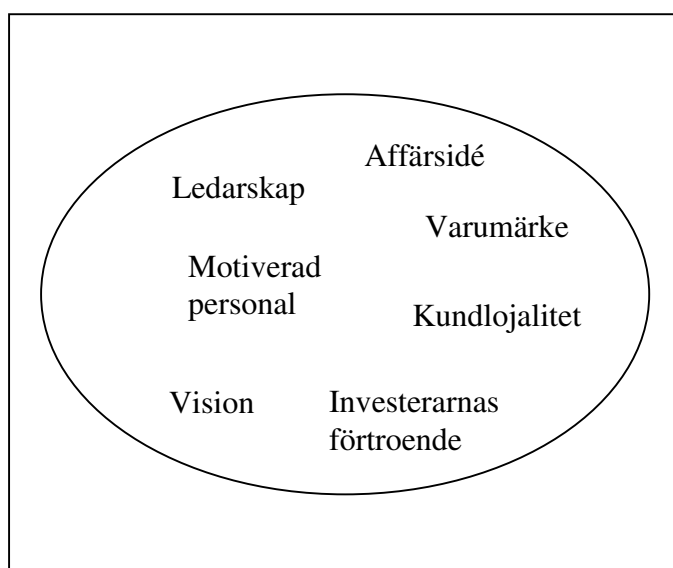 Affärsidé
Ledarskap
Varumärke
Motiverad
personal
Kundlojalitet
Vision
Investerarnas
förtroende